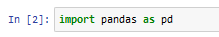 In [2]: import pandas as pd